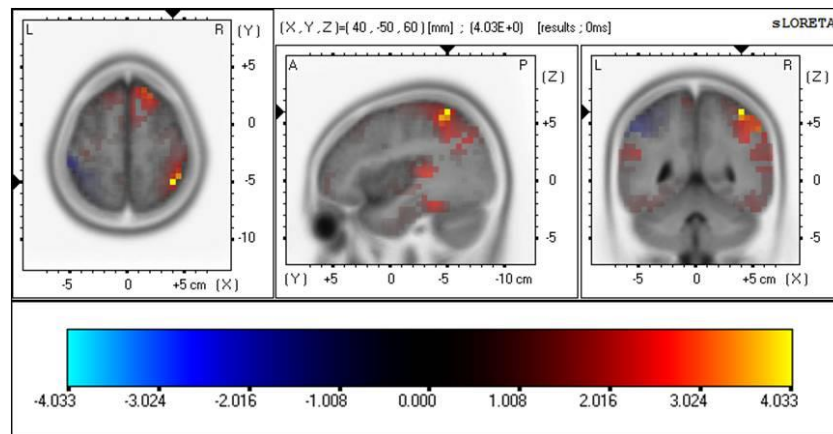 (X,Y,Z)=(40,-50,60)[mm] ; (4.03E+0) [results ; 0ms] sLORETA
L R (Y)
+5
0
-5
-10
-5 0 +5 cm (X)
A P (Z)
+5
0
-5
(Y) +5 0 -5 -10 cm
L R (Z)
+5
0
-5
-5 0 +5 cm (X)
-4.033 -3.024 -2.016 -1.008 0.000 1.008 2.016 3.024 4.033